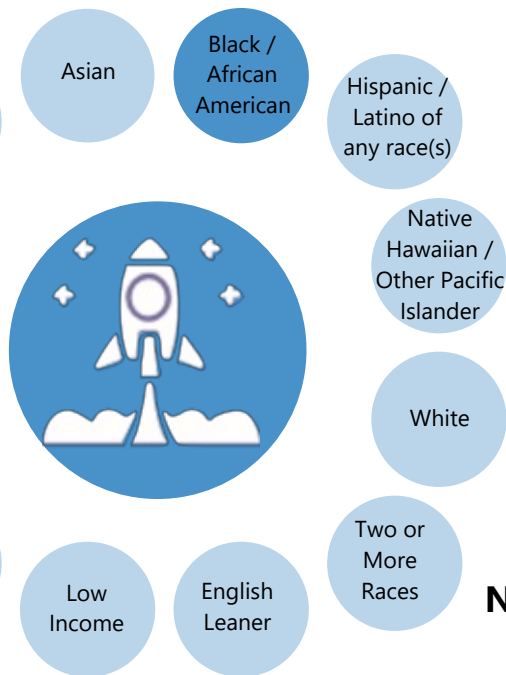 Asian
Black /
African
American
Hispanic /
Latino of
any race(s)
Native
Hawaiian /
Other Pacific
Islander
White
Two or
More
Races
N
English
Leaner
Low
Income